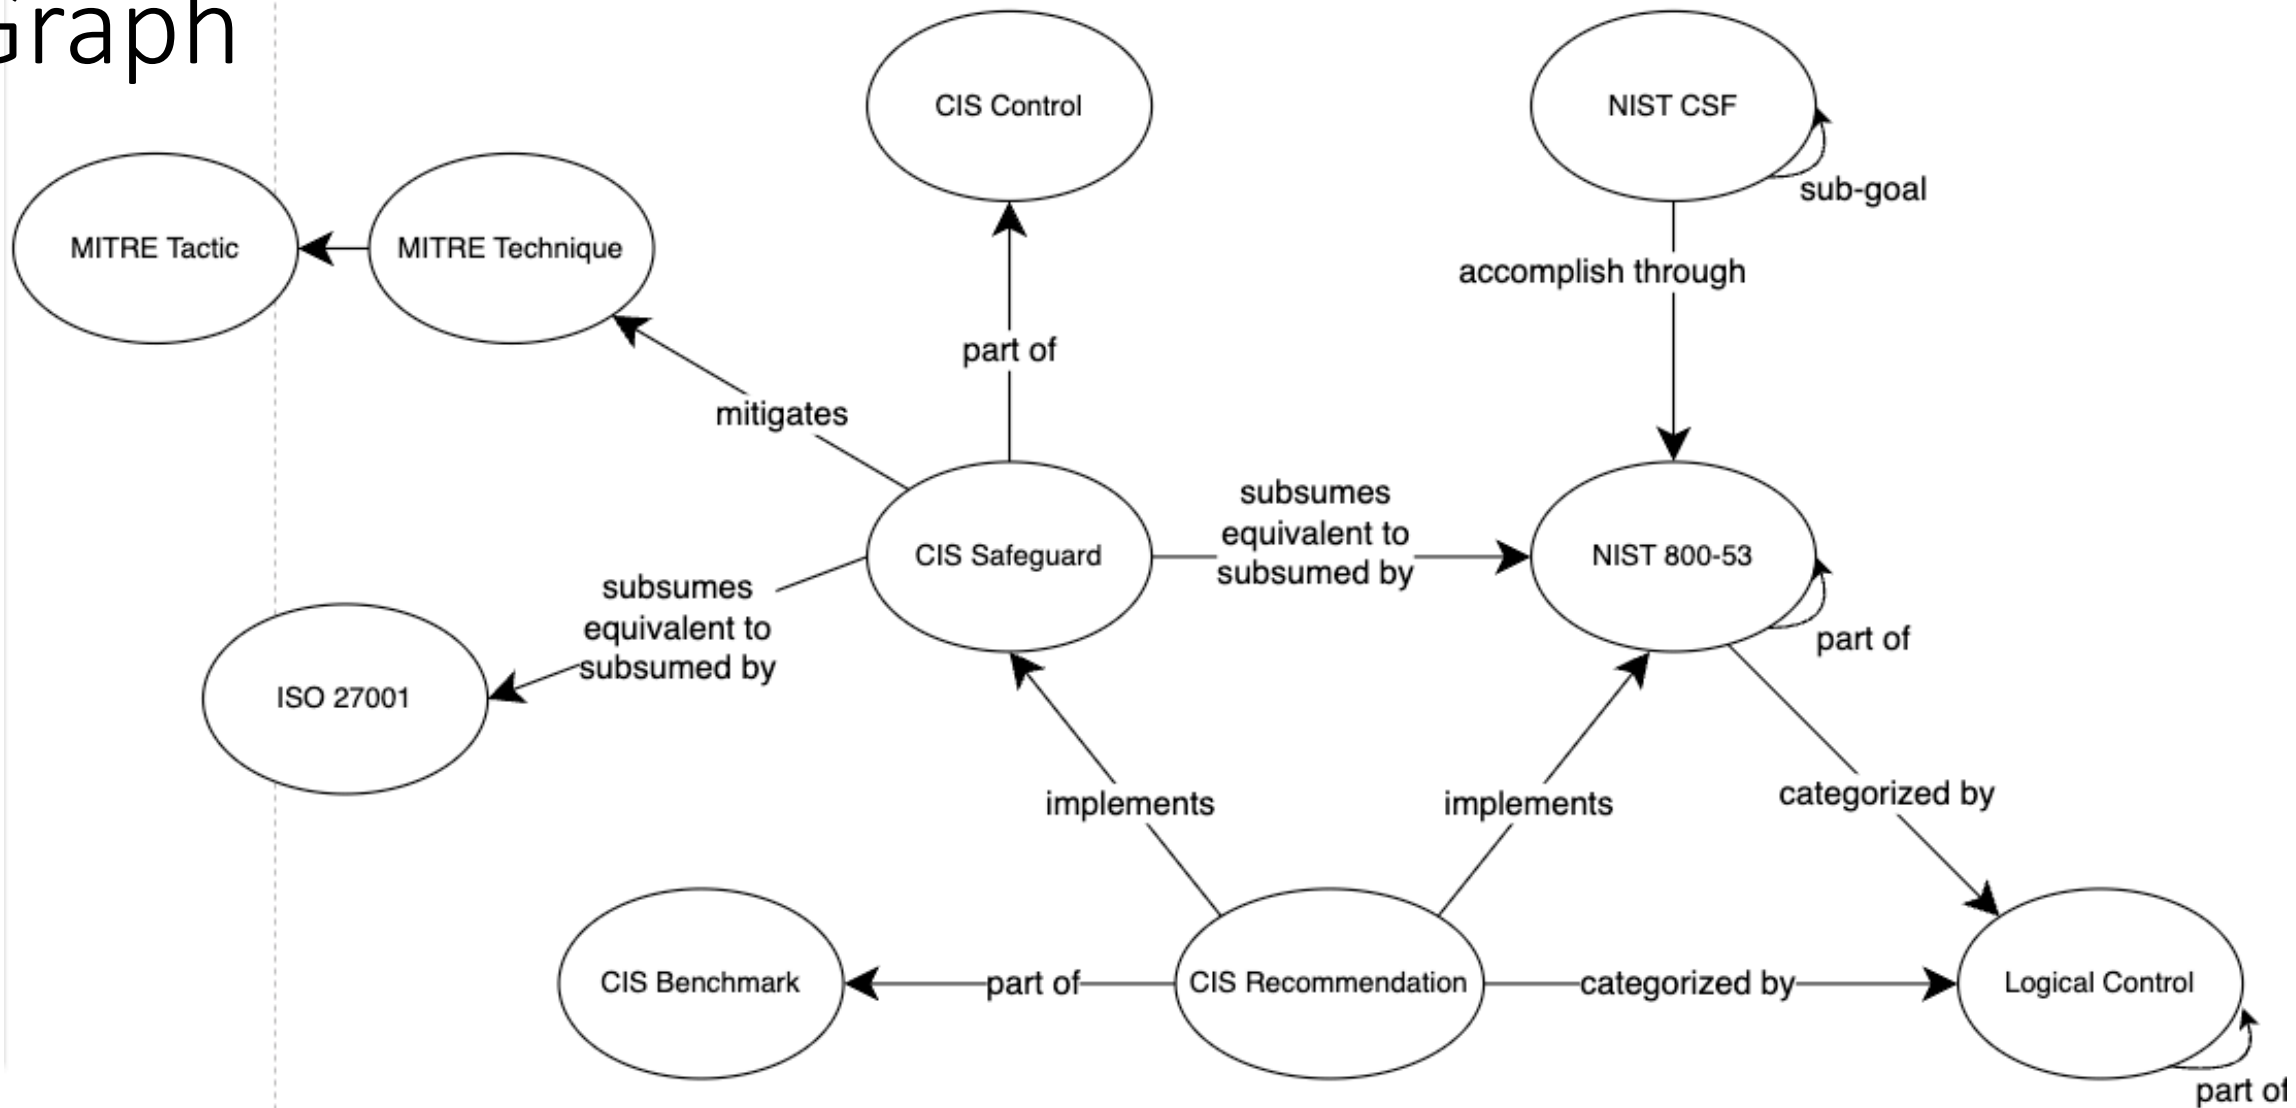 Graph
CIS Control
NIST CSF
sub-goal
MITRE Tactic
MITRE Technique
accomplish through
part of
mitigates
subsumes
equivalent to
subsumed by
CIS Safeguard
NIST 800-53
subsumes
equivalent to
subsumed by
part of
ISO 27001
implements
implements
categorized by
CIS Benchmark
part of
CIS Recommendation
categorized by
Logical Control
part of